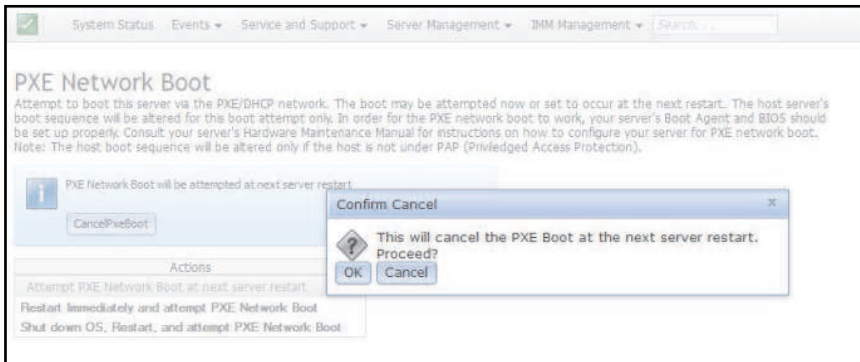 System Status Events Service and Support Server Management IMM Management Search...
PXE Network Boot
Attempt to boot this server via the PXE/DHCP network. The boot may be attempted now or set to occur at the next restart. The host server's
boot sequence will be altered for this boot attempt only. In order for the PXE network boot to work, your server's Boot Agent and BIOS should
be set up properly. Consult your server's Hardware Maintenance Manual for instructions on how to configure your server for PXE network boot.
Note: The host boot sequence will be altered only if the host is not under PAP (Priviledged Access Protection).
PXE Network Boot will be attempted at next server restart
CancelPxeBoot
Confirm Cancel x
This will cancel the PXE Boot at the next server restart.
Proceed?
OK Cancel
Actions
Attempt PXE Network Boot at next server restart
Restart Immediately and attempt PXE Network Boot
Shut down OS, Restart, and attempt PXE Network Boot